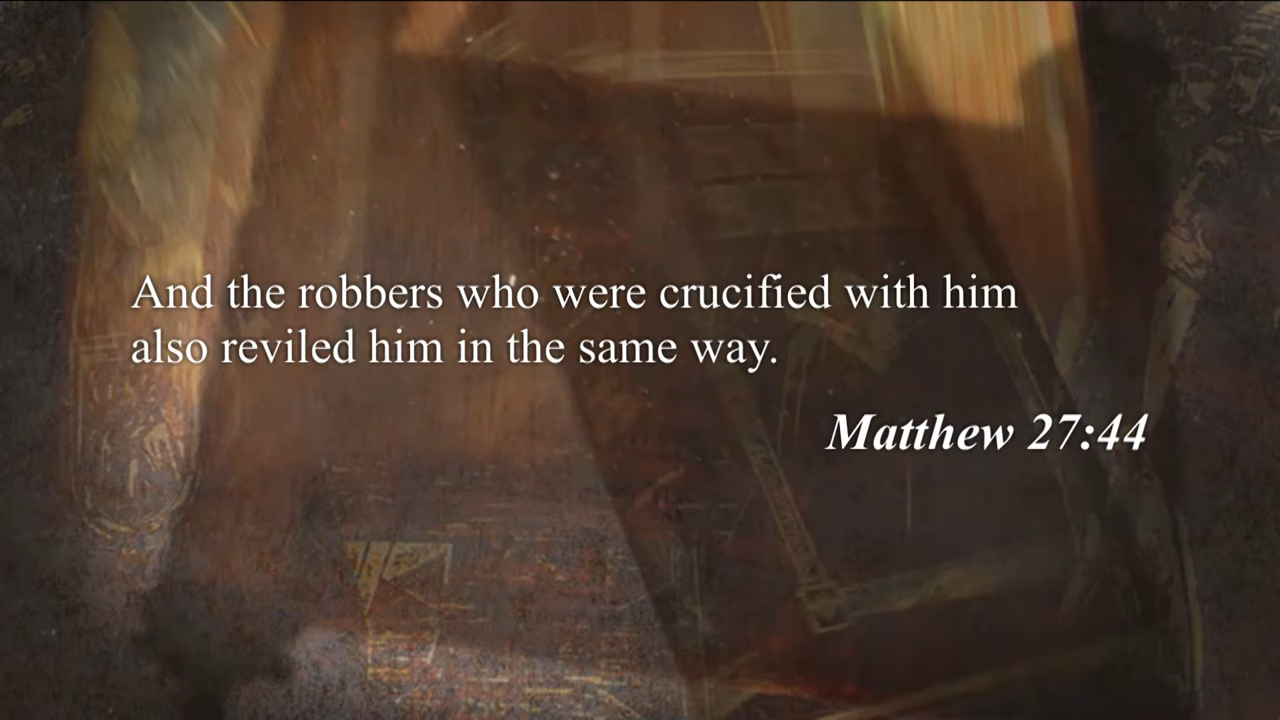 And the robbers who were crucified with him
also reviled him in the same way.
Matthew 27:44